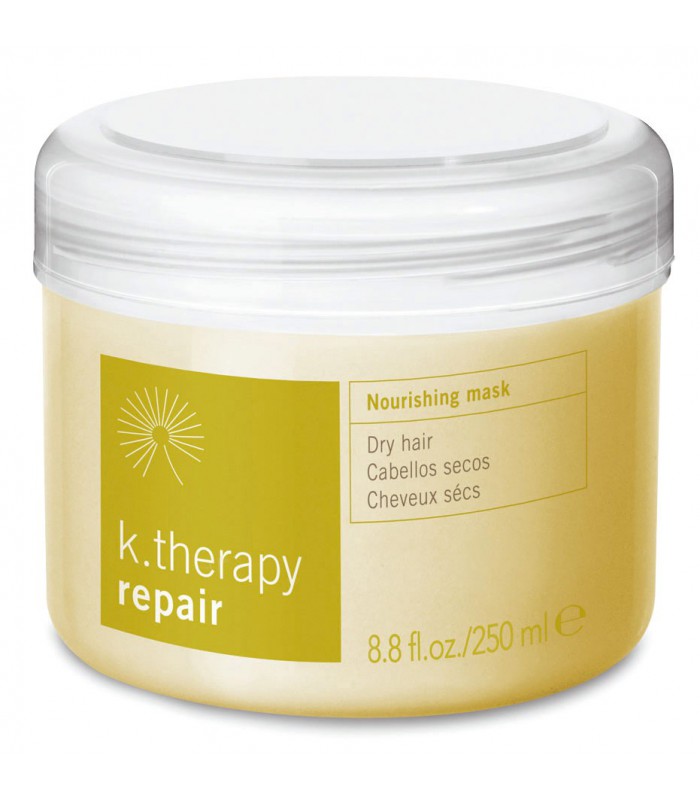 k.therapy
repair
Nourishing mask
Dry hair
Cabellos secos
Cheveux sécs
8.8 fl.oz./250 ml ℮